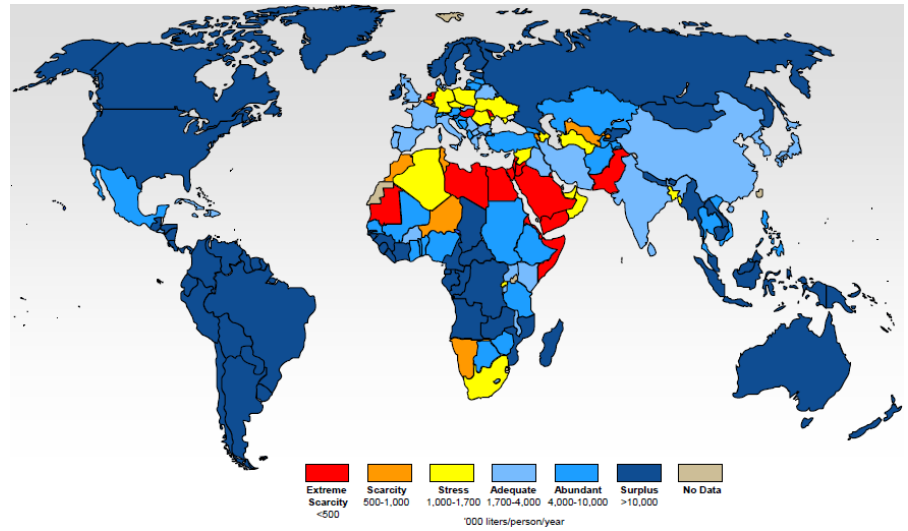 Extreme Scarcity Stress Adequate Abundant Surplus No Data
Scarcity 500-1,000 1,000-1,700 1,700-4,000 4,000-10,000 >10,000
<500
'000 liters/person/year